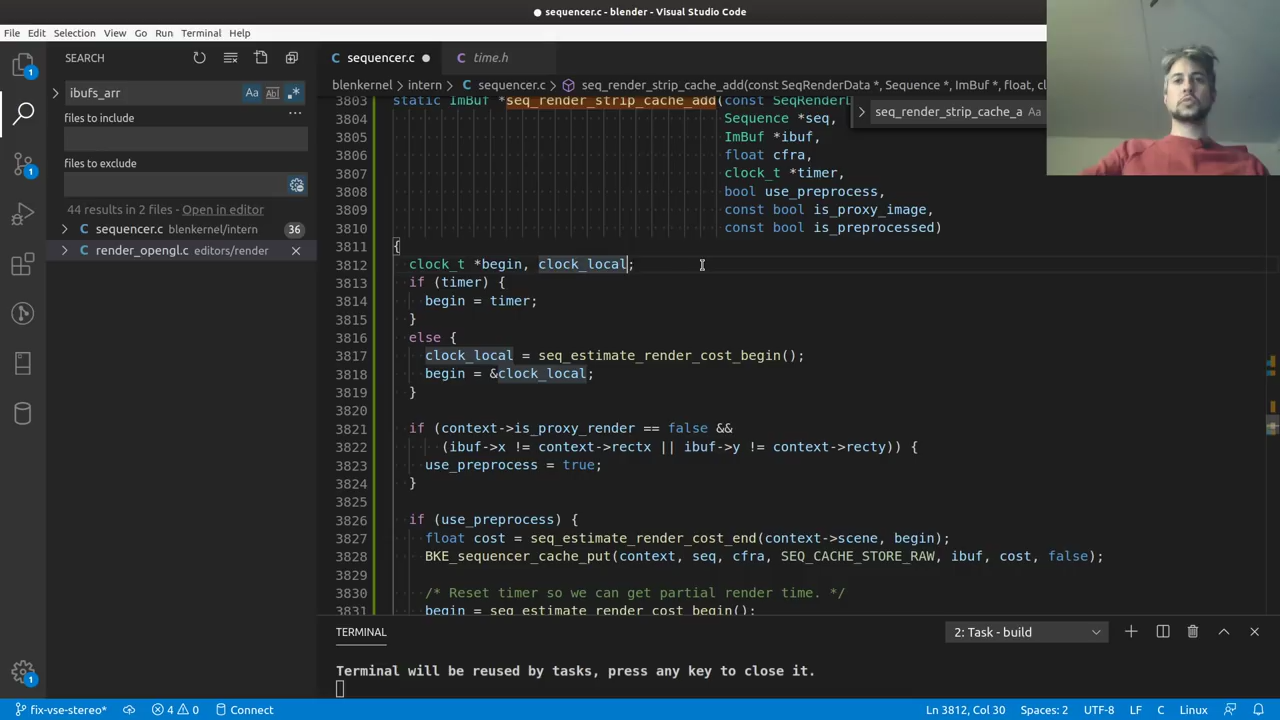 sequencer.c - blender - Visual Studio Code
File Edit Selection View Go Run Terminal Help
SEARCH
sequencer.c
time.h
ibufs_arr
Aa Abl .*
files to include
files to exclude
44 results in 2 files - Open in editor
sequencer.c blenkernel/intern 36
render_opengl.c editors/render
blenkernel › intern › sequencer.c › seq_render_strip_cache_add(const SeqRenderData *, Sequence *, ImBuf *, float, cl
seq_render_strip_cache_a Aa
3803 static ImBuf *seq_render_strip_cache_add(const SeqRenderD
3804 Sequence *seq,
3805 ImBuf *ibuf,
3806 float cfra,
3807 clock_t *timer,
3808 bool use_preprocess,
3809 const bool is_proxy_image,
3810 const bool is_preprocessed)
3811 {
3812 clock_t *begin, clock_local;
3813 if (timer) {
3814 begin = timer;
3815 }
3816 else {
3817 clock_local = seq_estimate_render_cost_begin();
3818 begin = &clock_local;
3819 }
3820
3821 if (context->is_proxy_render == false &&
3822 (ibuf->x != context->rectx || ibuf->y != context->recty)) {
3823 use_preprocess = true;
3824 }
3825
3826 if (use_preprocess) {
3827 float cost = seq_estimate_render_cost_end(context->scene, begin);
3828 BKE_sequencer_cache_put(context, seq, cfra, SEQ_CACHE_STORE_RAW, ibuf, cost, false);
3829
3830 /* Reset timer so we can get partial render time. */
3831 begin = seq_estimate_render_cost_begin();
TERMINAL
2: Task - build
Terminal will be reused by tasks, press any key to close it.
fix-vse-stereo* 4 0 Connect
Ln 3812, Col 30 Spaces: 2 UTF-8 LF C Linux